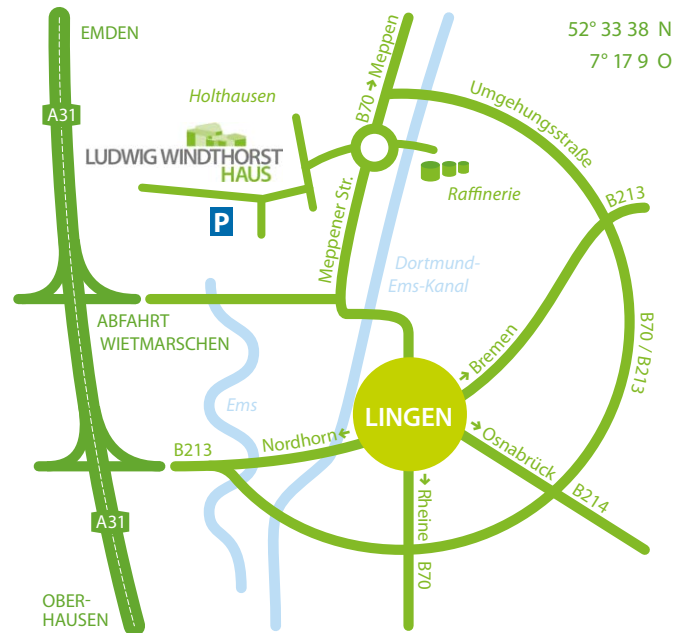 EMDEN
52° 33 38 N
7° 17 9 O
A31
Holthausen
B70 → Meppen
Umgehungsstraße
LUDWIG WINDTHORST
HAUS
Raffinerie
B213
P
Meppener Str.
Dortmund-
Ems-Kanal
ABFAHRT
WIETMARSCHEN
B70 / B213
→ Bremen
Ems
LINGEN
B213
Nordhorn ←
→ Osnabrück
B214
→ Rheine
B70
A31
OBER-
HAUSEN